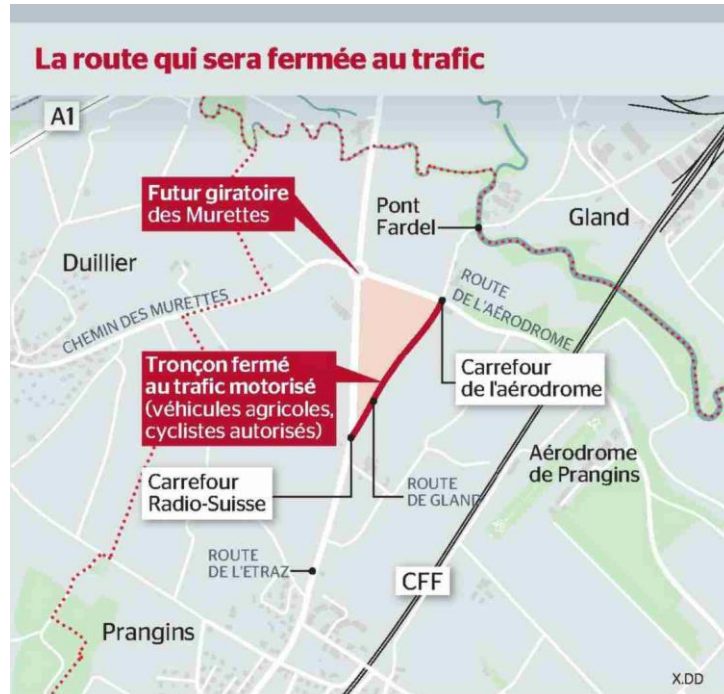 La route qui sera fermée au trafic
A1
Futur giratoire
des Murettes
Pont
Fardel
Gland
Duillier
CHEMIN DES MURETTES
ROUTE
DE L'AÉRODROME
Tronçon fermé
au trafic motorisé
(véhicules agricoles,
cyclistes autorisés)
Carrefour
de l'aérodrome
Carrefour
Radio-Suisse
ROUTE
DE GLAND
Aérodrome
de Prangins
ROUTE
DE L'ETRAZ
CFF
Prangins
X.DD